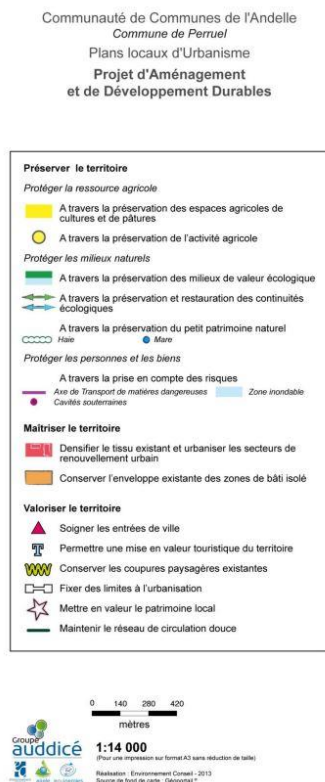 Communauté de Communes de l'Andelle
Commune de Perruel
Plans locaux d'Urbanisme
Projet d'Aménagement
et de Développement Durables
Préserver le territoire
Protéger la ressource agricole
A travers la préservation des espaces agricoles de
cultures et de pâtures
A travers la préservation de l'activité agricole
Protéger les milieux naturels
A travers la préservation des milieux de valeur écologique
A travers la préservation et restauration des continuités
écologiques
A travers la préservation du petit patrimoine naturel
Haie Mare
Protéger les personnes et les biens
A travers la prise en compte des risques
Axe de Transport de matières dangereuses Zone inondable
Cavités souterraines
Maîtriser le territoire
Densifier le tissu existant et urbaniser les secteurs de
renouvellement urbain
Conserver l'enveloppe existante des zones de bâti isolé
Valoriser le territoire
Soigner les entrées de ville
T Permettre une mise en valeur touristique du territoire
Conserver les coupures paysagères existantes
Fixer des limites à l'urbanisation
Mettre en valeur le patrimoine local
Maintenir le réseau de circulation douce
0 140 280 420
mètres
Groupe
auddicé
1:14 000
(Pour une impression sur format A3 sans réduction de taille)
Réalisation : Environnement Conseil - 2013
Source de fond de carte : Géoportail